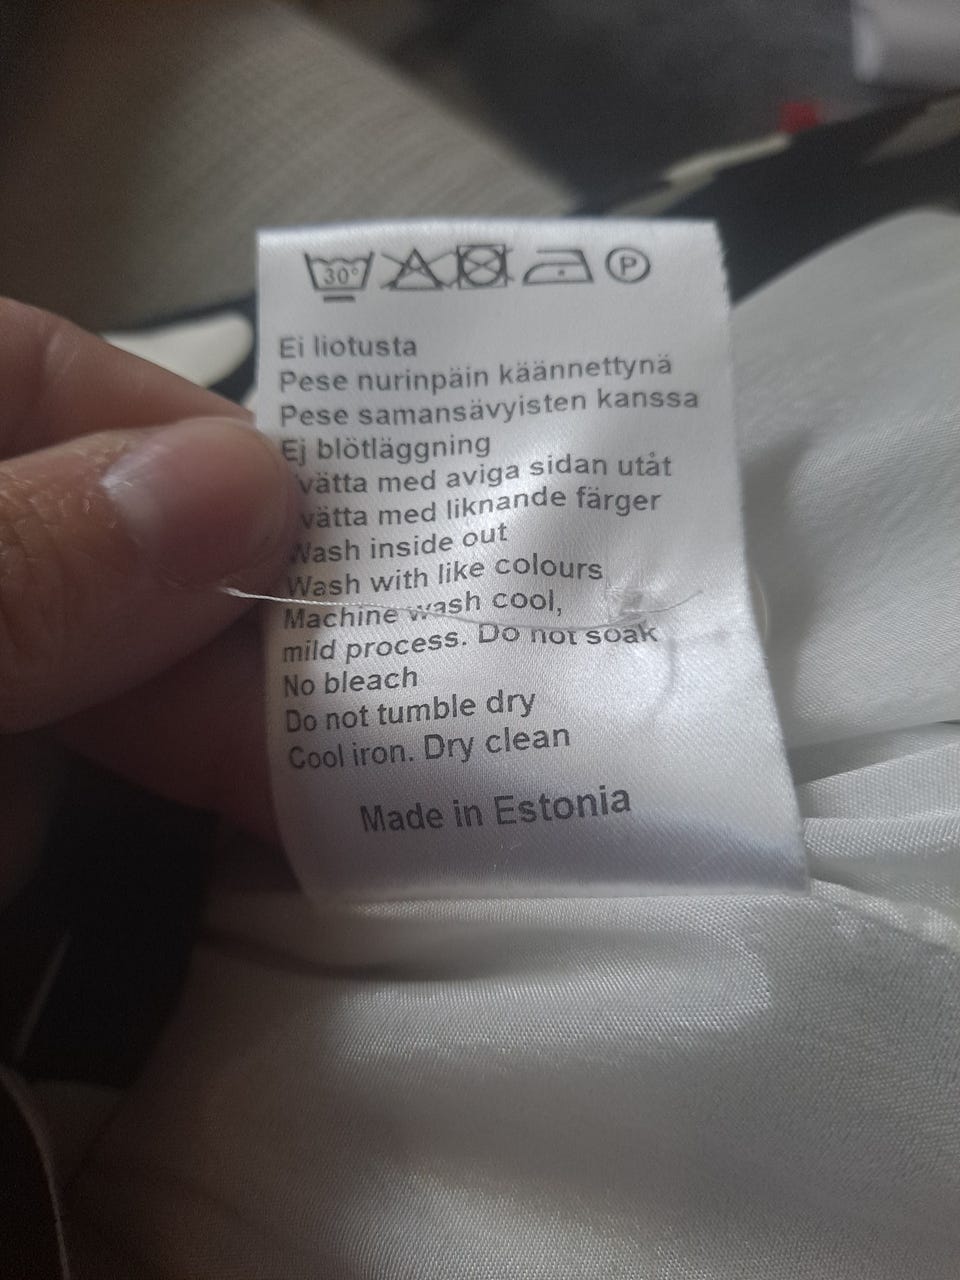 30°
P
Ei liotusta
Pese nurinpäin käännettynä
Pese samansävyisten kanssa
Ej blötläggning
vätta med aviga sidan utåt
vätta med liknande färger
Wash inside out
Wash with like colours
Machine wash cool,
mild process. Do not soak
No bleach
Do not tumble dry
Cool iron. Dry clean
Made in Estonia